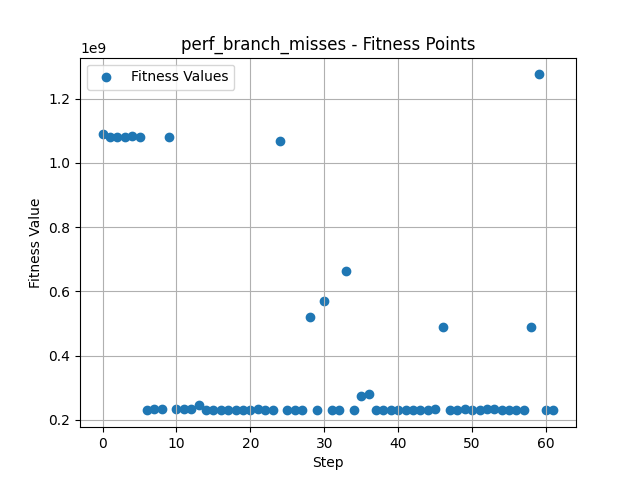 perf_branch_misses - Fitness Points
1e9
Fitness Values
1.2
1.0
0.8
0.6
0.4
0.2
Fitness Value
0 10 20 30 40 50 60
Step